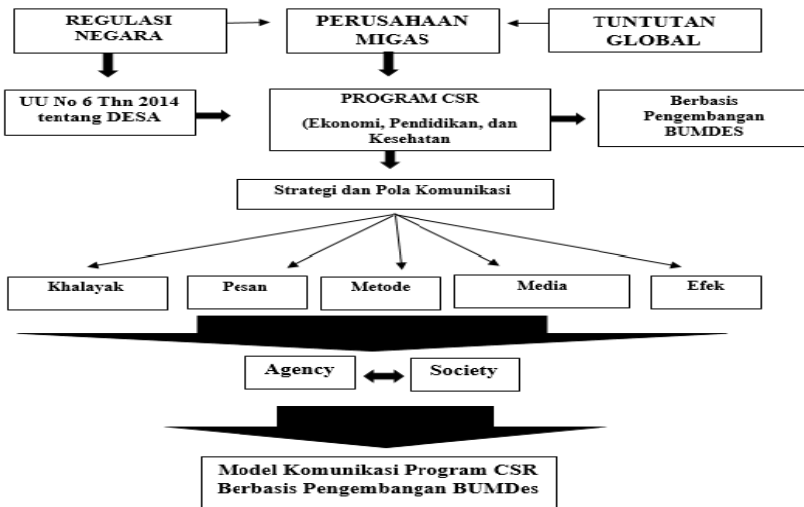 REGULASI
NEGARA
PERUSAHAAN
MIGAS
TUNTUTAN
GLOBAL
UU No 6 Thn 2014
tentang DESA
PROGRAM CSR
(Ekonomi, Pendidikan, dan
Kesehatan
Berbasis
Pengembangan
BUMDES
Strategi dan Pola Komunikasi
Khalayak
Pesan
Metode
Media
Efek
Agency
Society
Model Komunikasi Program CSR
Berbasis Pengembangan BUMDes